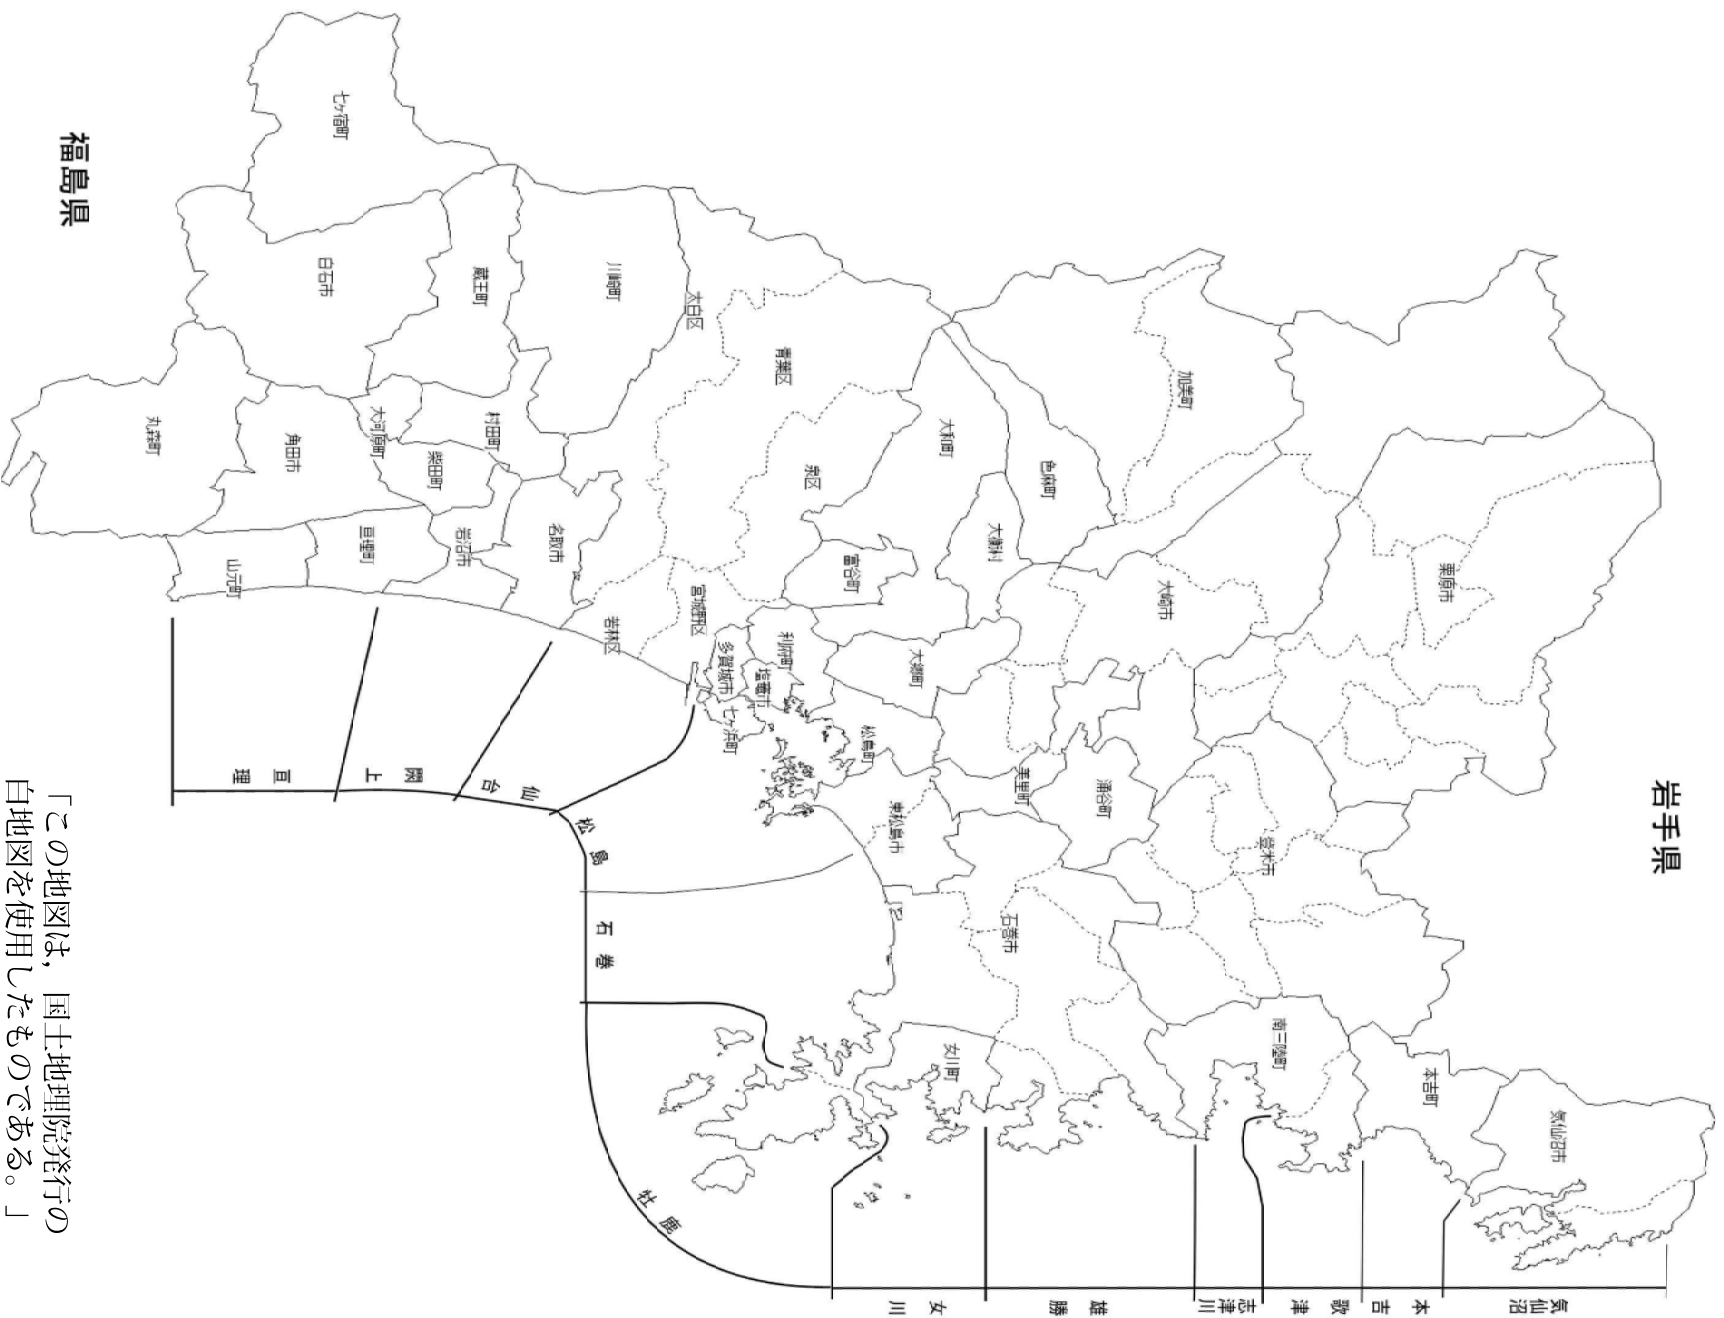 岩手県
福島県
気仙沼市
本吉町
南三陸町
栗原市
登米市
加美町
大崎市
色麻町
涌谷町
美里町
石巻市
女川町
大衡村
大和町
大郷町
松島町
東松島市
富谷町
泉区
青葉区
利府町
塩竈市
多賀城市
七ヶ浜町
宮城野区
太白区
若林区
川崎町
名取市
村田町
蔵王町
柴田町
岩沼市
大河原町
亘理町
七ヶ宿町
白石市
角田市
山元町
丸森町
気仙沼
本吉
歌津
志津川
雄勝
女川
牡鹿
石巻
松島
仙台
閖上
亘理
「この地図は，国土地理院発行の
白地図を使用したものである。」